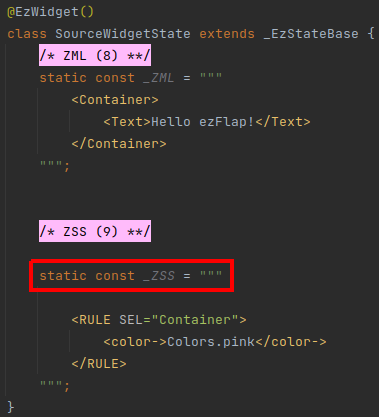 @EzWidget()
class SourceWidgetState extends _EzStateBase {
/* ZML (8) **/
static const _ZML = """
<Container>
<Text>Hello ezFlap!</Text>
</Container>
""";
/* ZSS (9) **/
static const _ZSS = """
<RULE SEL="Container">
<color->Colors.pink</color->
</RULE>
""";
}